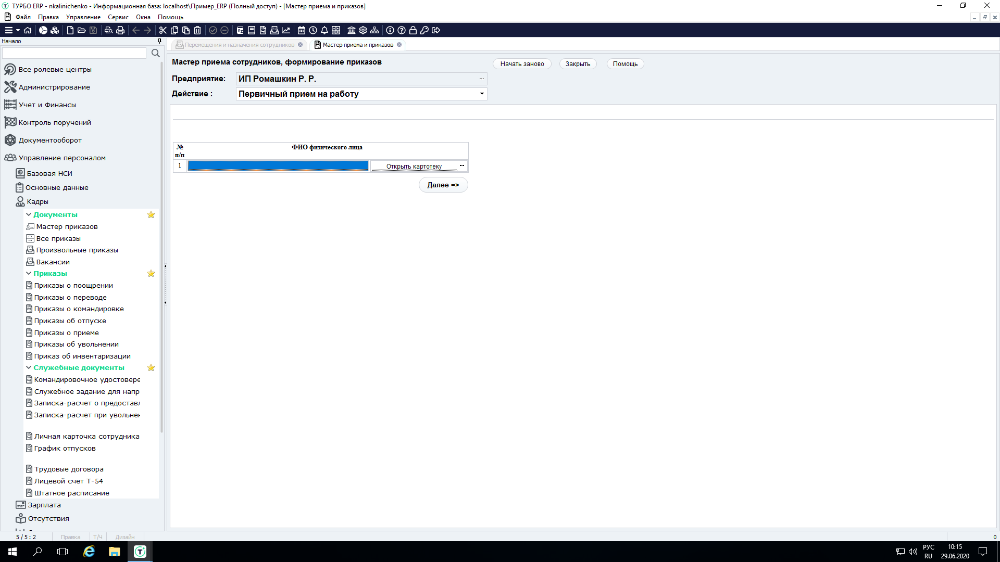 ТУРБО ERP - nkalinichenko - Информационная база: localhost\Пример_ERP (Полный доступ) - [Мастер приема и приказов]
Файл Правка Управление Сервис Окна Помощь
Начало
Перемещения и назначения сотрудников
Мастер приема и приказов
Мастер приема сотрудников, формирование приказов
Начать заново
Закрыть
Помощь
Предприятие: ИП Ромашкин Р. Р.
Действие : Первичный прием на работу
№ п/п
ФИО физического лица
1
Открыть картотеку ...
Далее =>
Все ролевые центры
Администрирование
Учет и Финансы
Контроль поручений
Документооборот
Управление персоналом
Базовая НСИ
Основные данные
Кадры
Документы
Мастер приказов
Все приказы
Произвольные приказы
Вакансии
Приказы
Приказы о поощрении
Приказы о переводе
Приказы о командировке
Приказы об отпуске
Приказы о приеме
Приказы об увольнении
Приказ об инвентаризации
Служебные документы
Командировочное удостовере
Служебное задание для напр
Записка-расчет о предоставл
Записка-расчет при увольнен
Личная карточка сотрудника
График отпусков
Трудовые договора
Лицевой счет Т-54
Штатное расписание
Зарплата
Отсутствия
5 / 5 : 2 Правка Т/Ч Дизайн 0
РУС
RU
10:15
29.06.2020